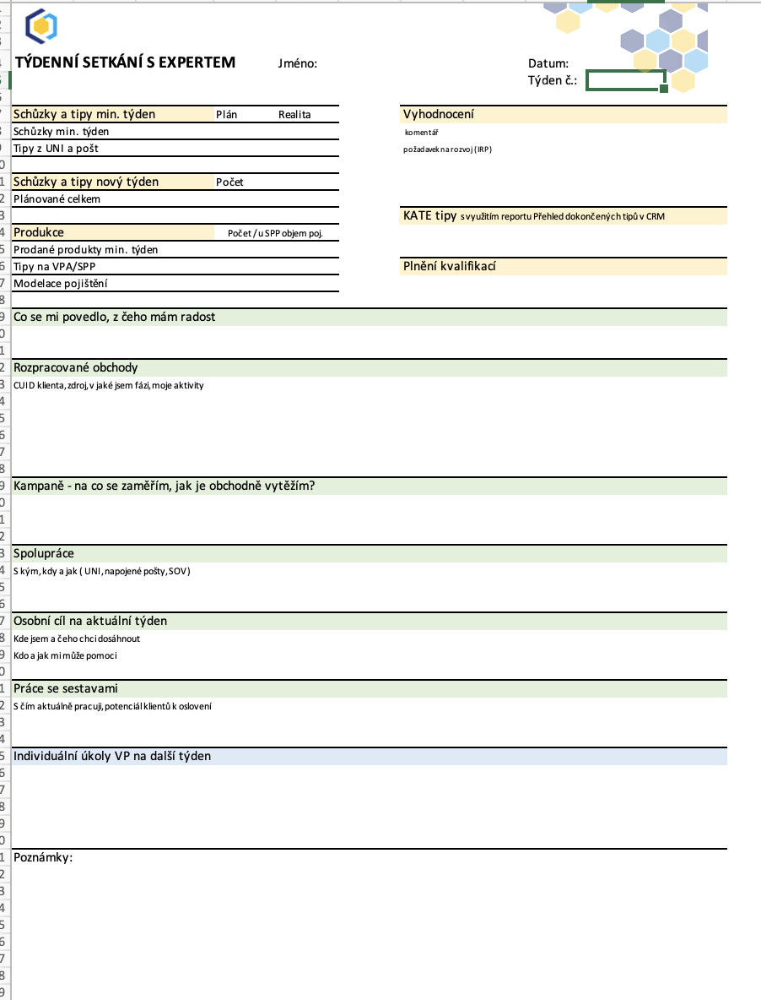 TÝDENNÍ SETKÁNÍ S EXPERTEM Jméno: Datum:
Týden č.:
Schůzky a tipy min. týden Plán Realita
Schůzky min. týden
Tipy z UNI a pošt
Schůzky a tipy nový týden Počet
Plánované celkem
Produkce Počet / u SPP objem poj.
Prodané produkty min. týden
Tipy na VPA/SPP
Modelace pojištění
Vyhodnocení
komentář
požadavek na rozvoj (IRP)
KATE tipy s využitím reportu Přehled dokončených tipů v CRM
Plnění kvalifikací
Co se mi povedlo, z čeho mám radost
Rozpracované obchody
CUID klienta, zdroj, v jaké jsem fázi, moje aktivity
Kampaně - na co se zaměřím, jak je obchodně vytěžím?
Spolupráce
S kým, kdy a jak ( UNI, napojené pošty, SOV)
Osobní cíl na aktuální týden
Kde jsem a čeho chci dosáhnout
Kdo a jak mi může pomoci
Práce se sestavami
S čím aktuálně pracuji, potenciál klientů k oslovení
Individuální úkoly VP na další týden
Poznámky: